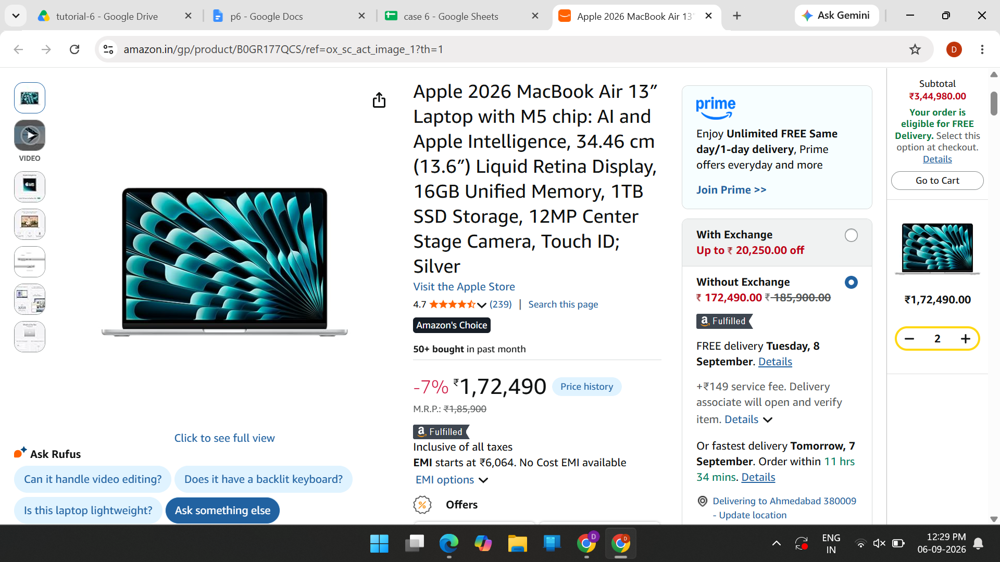 tutorial-6 - Google Drive
p6 - Google Docs
case 6 - Google Sheets
Apple 2026 MacBook Air 13"
Ask Gemini
amazon.in/gp/product/B0GR177QCS/ref=ox_sc_act_image_1?th=1
D
VIDEO
Click to see full view
Ask Rufus
Can it handle video editing?
Does it have a backlit keyboard?
Is this laptop lightweight?
Ask something else
Apple 2026 MacBook Air 13″
Laptop with M5 chip: AI and
Apple Intelligence, 34.46 cm
(13.6″) Liquid Retina Display,
16GB Unified Memory, 1TB
SSD Storage, 12MP Center
Stage Camera, Touch ID;
Silver
Visit the Apple Store
4.7 (239) | Search this page
Amazon's Choice
50+ bought in past month
-7% ₹1,72,490 Price history
M.R.P.: ₹1,85,900
a Fulfilled
Inclusive of all taxes
EMI starts at ₹6,064. No Cost EMI available
EMI options
% Offers
prime
Enjoy Unlimited FREE Same
day/1-day delivery, Prime
offers everyday and more
Join Prime >>
With Exchange
Up to ₹ 20,250.00 off
Without Exchange
₹ 172,490.00 ₹ 185,900.00
a Fulfilled
FREE delivery Tuesday, 8
September. Details
+₹149 service fee. Delivery
associate will open and verify
item. Details
Or fastest delivery Tomorrow, 7
September. Order within 11 hrs
34 mins. Details
Delivering to Ahmedabad 380009
- Update location
Subtotal
₹3,44,980.00
Your order is
eligible for FREE
Delivery. Select this
option at checkout.
Details
Go to Cart
₹1,72,490.00
− 2 +
D
D
ENG
IN
12:29 PM
06-09-2026